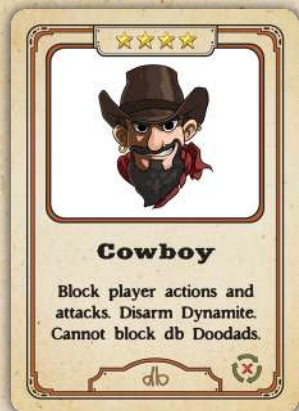 Cowboy
Block player actions and
attacks. Disarm Dynamite.
Cannot block db Doodads.
db